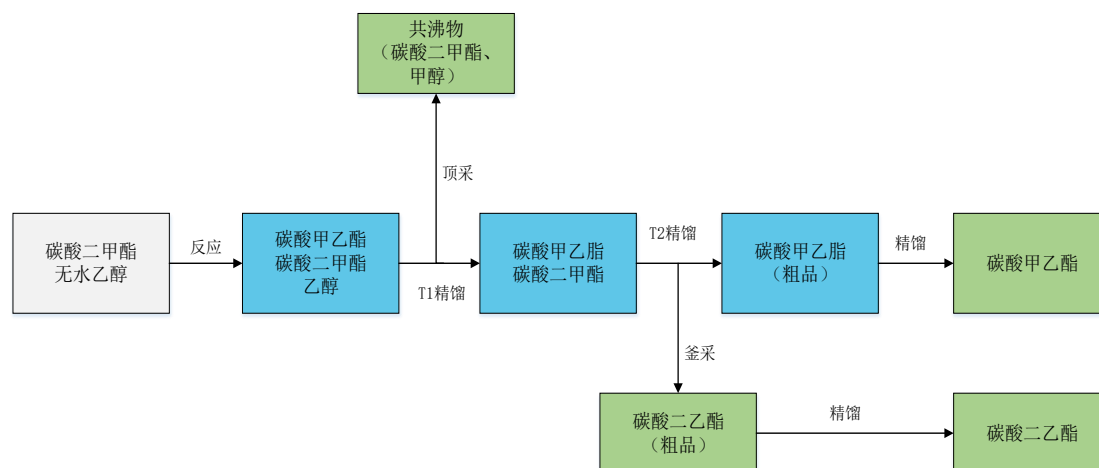 共沸物
（碳酸二甲酯、
甲醇）
顶采
碳酸二甲酯
无水乙醇
反应
碳酸甲乙酯
碳酸二甲酯
乙醇
T1精馏
碳酸甲乙脂
碳酸二甲酯
T2精馏
碳酸甲乙脂
（粗品）
精馏
碳酸甲乙酯
釜采
碳酸二乙酯
（粗品）
精馏
碳酸二乙酯